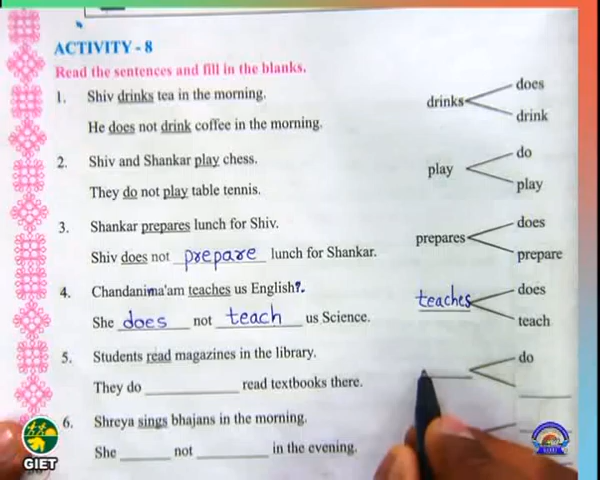 ACTIVITY - 8
Read the sentences and fill in the blanks.
1. Shiv drinks tea in the morning.
He does not drink coffee in the morning.
drinks does
drink
2. Shiv and Shankar play chess.
They do not play table tennis.
play do
play
3. Shankar prepares lunch for Shiv.
Shiv does not prepare lunch for Shankar.
prepares does
prepare
4. Chandanima'am teaches us English?.
She does not teach us Science.
teaches does
teach
5. Students read magazines in the library.
They do ____________ read textbooks there.
do
6. Shreya sings bhajans in the morning.
She _______ not __________ in the evening.
GIET